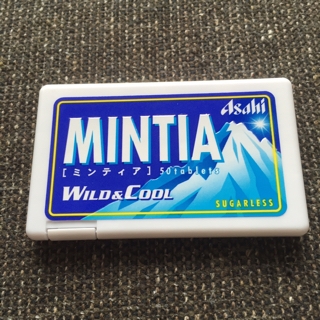 Asahi
MINTIA
[ミンティア] 50tablets
WILD&COOL
SUGARLESS